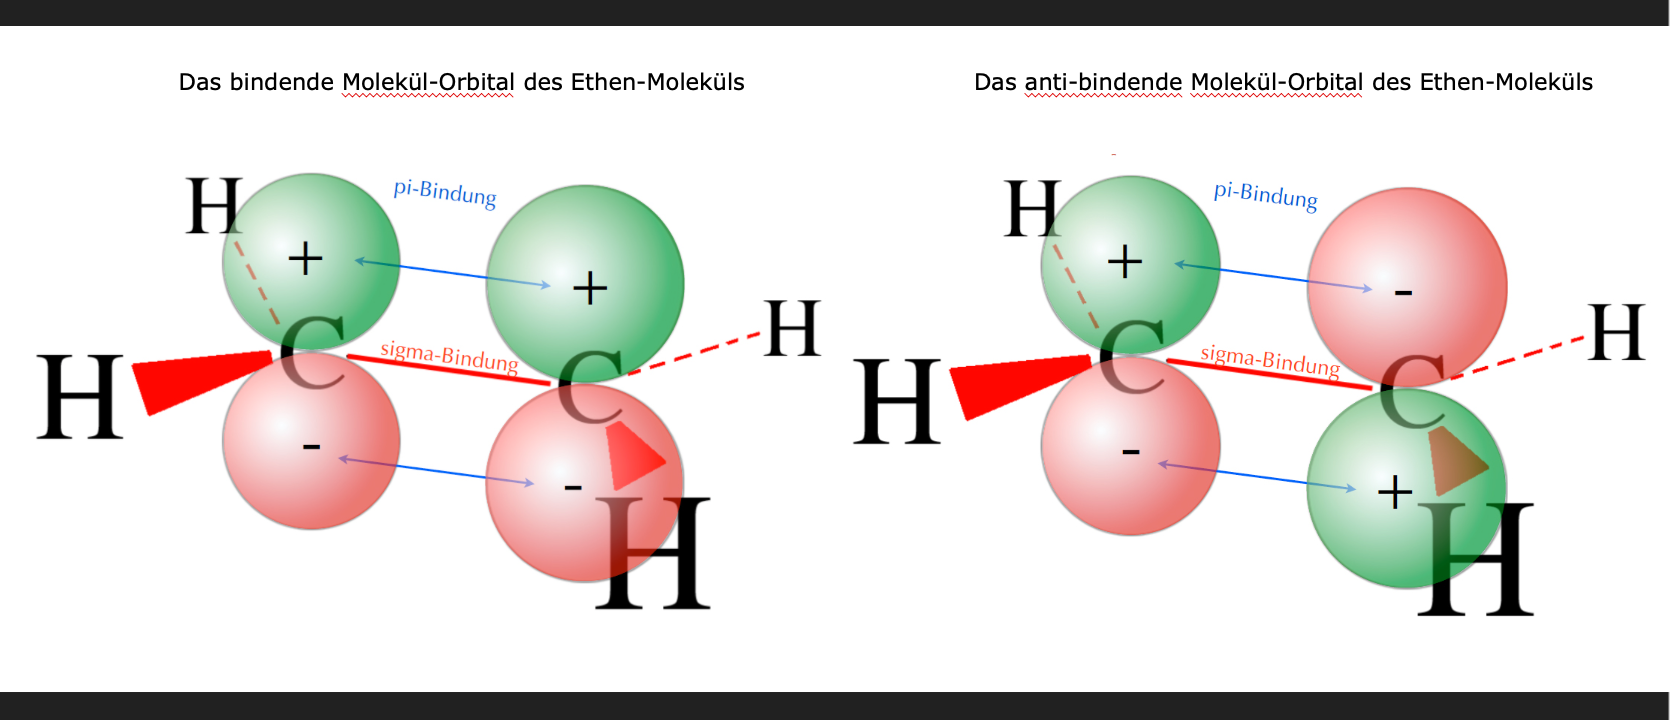 Das bindende Molekül-Orbital des Ethen-Moleküls
H
pi-Bindung
+
+
C
sigma-Bindung
H
H
C
-
-
H
Das anti-bindende Molekül-Orbital des Ethen-Moleküls
H
pi-Bindung
+
-
C
sigma-Bindung
H
H
C
-
+
H